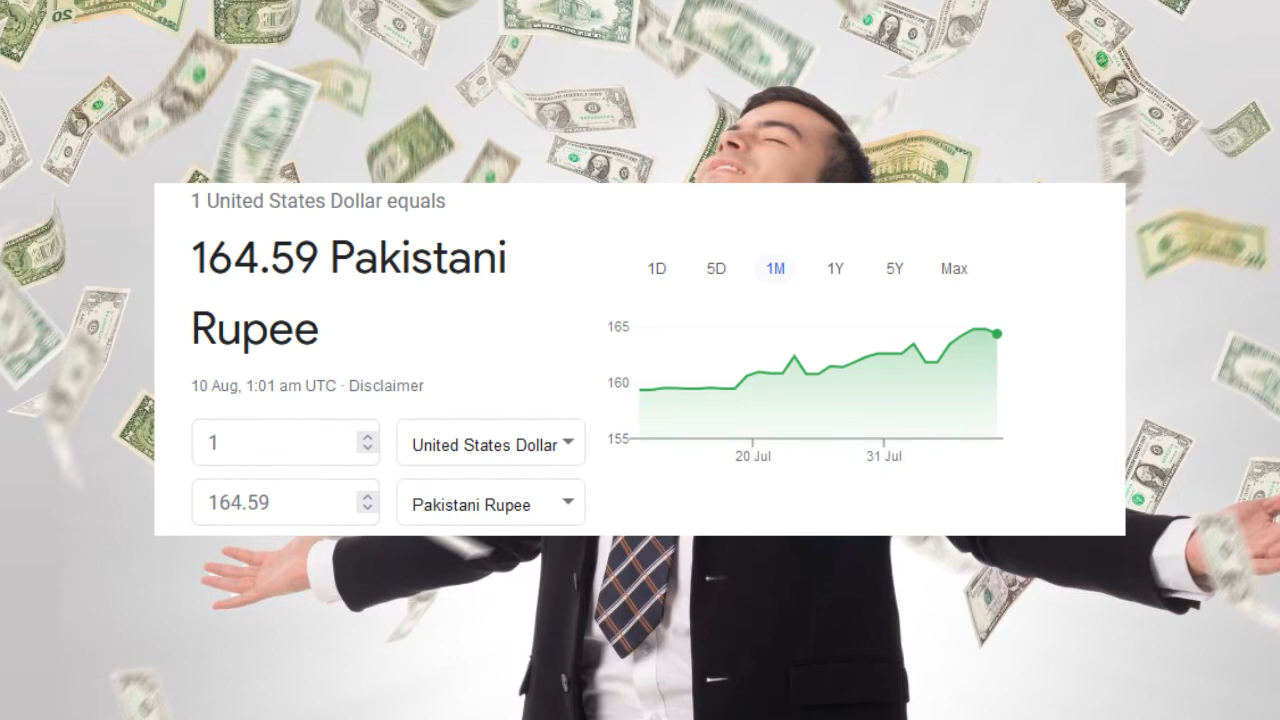 1 United States Dollar equals
164.59 Pakistani
Rupee
10 Aug, 1:01 am UTC · Disclaimer
1 United States Dollar
164.59 Pakistani Rupee
1D 5D 1M 1Y 5Y Max
165
160
155
20 Jul 31 Jul